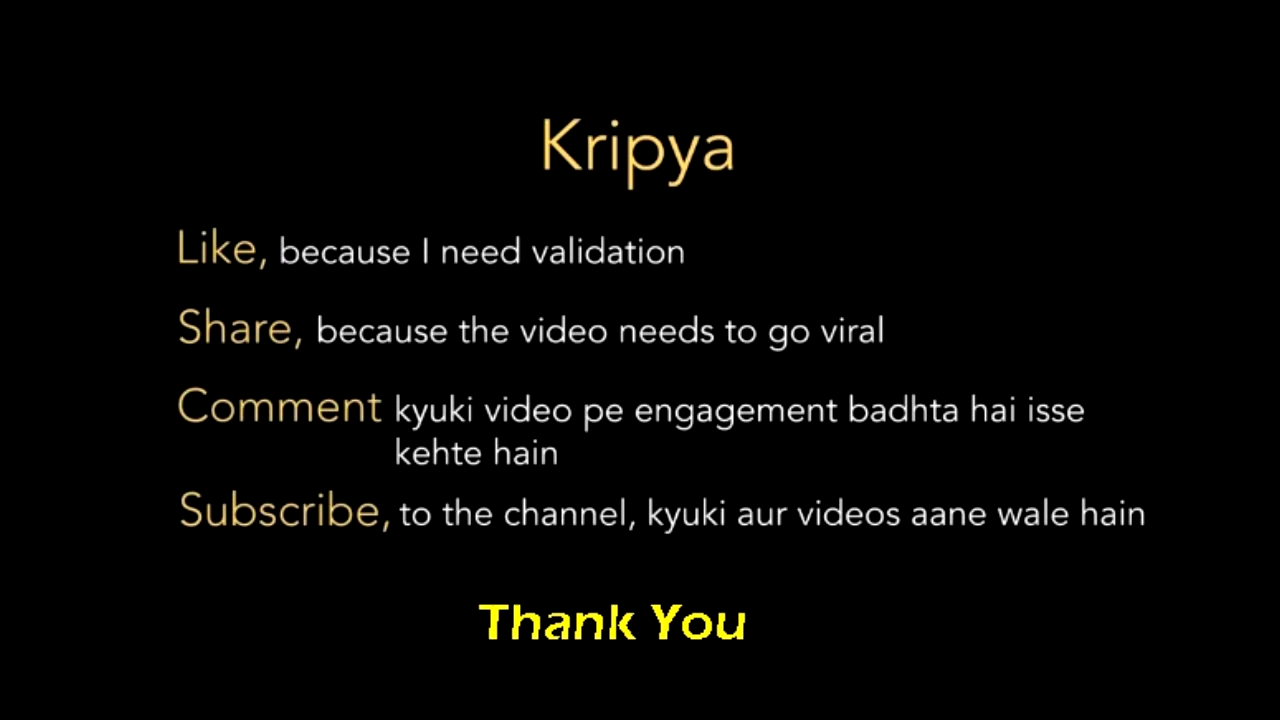 Kripya
Like, because I need validation
Share, because the video needs to go viral
Comment kyuki video pe engagement badhta hai isse
kehte hain
Subscribe, to the channel, kyuki aur videos aane wale hain
Thank You